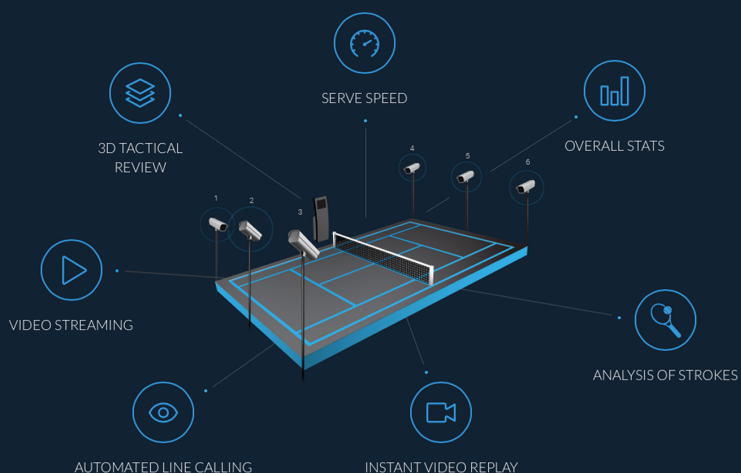 SERVE SPEED
3D TACTICAL
REVIEW
OVERALL STATS
4
5
6
1
2
3
VIDEO STREAMING
ANALYSIS OF STROKES
AUTOMATED LINE CALLING
INSTANT VIDEO REPLAY